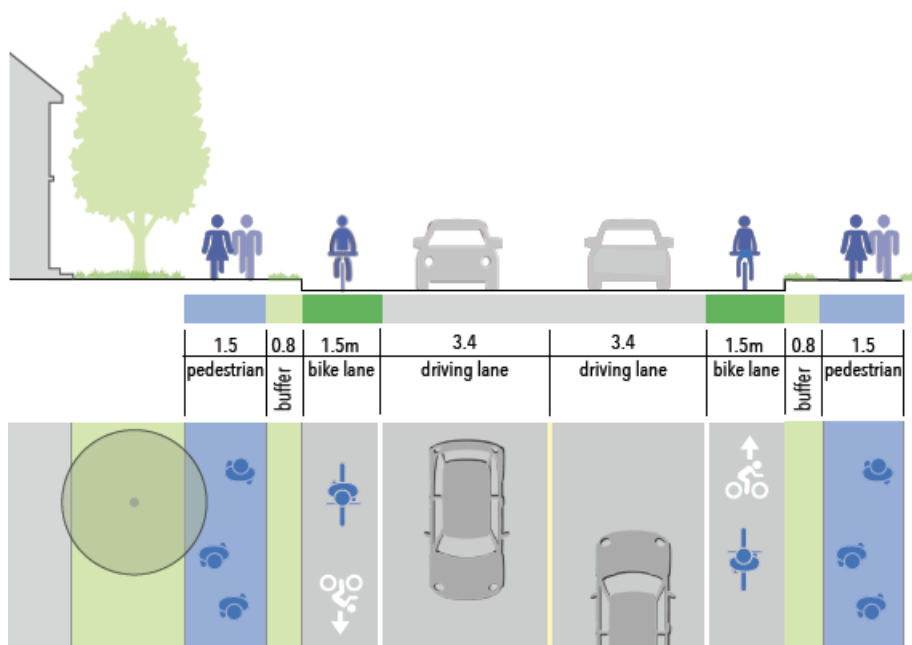 1.5 0.8 1.5m 3.4 3.4 1.5m 0.8 1.5
pedestrian buffer bike lane driving lane driving lane bike lane buffer pedestrian